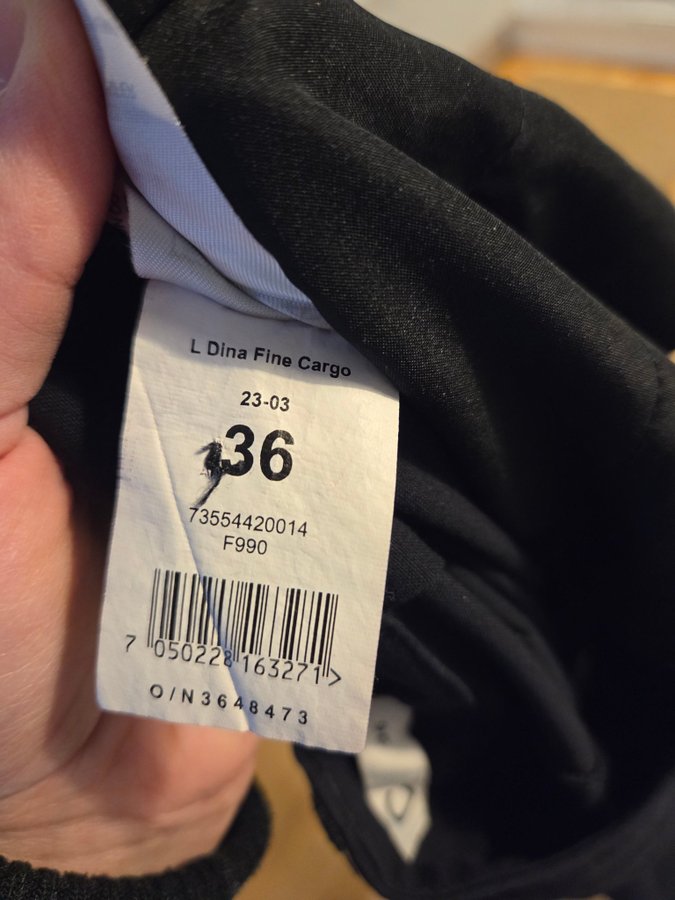 L Dina Fine Cargo
23-03
36
73554420014
F990
7 050228 163271 >
O/N3648473